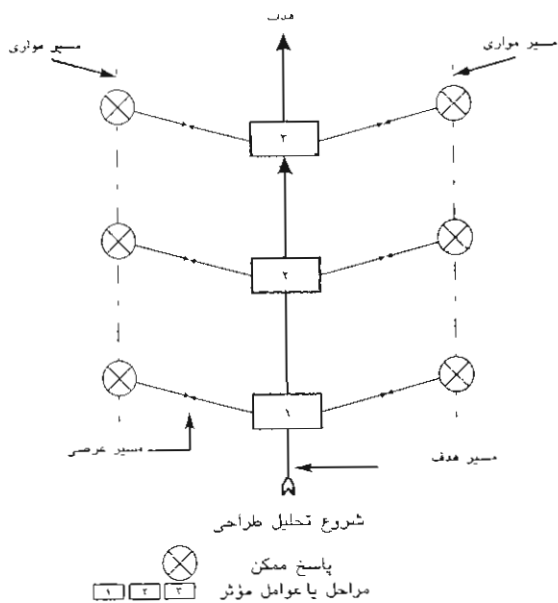 هدف
مسیر موازی
مسیر موازی
۳
۲
۱
مسیر عرضی
مسیر هدف
شروع تحلیل طراحی
پاسخ ممکن
۱ ۲ ۳ مراحل یا عوامل مؤثر